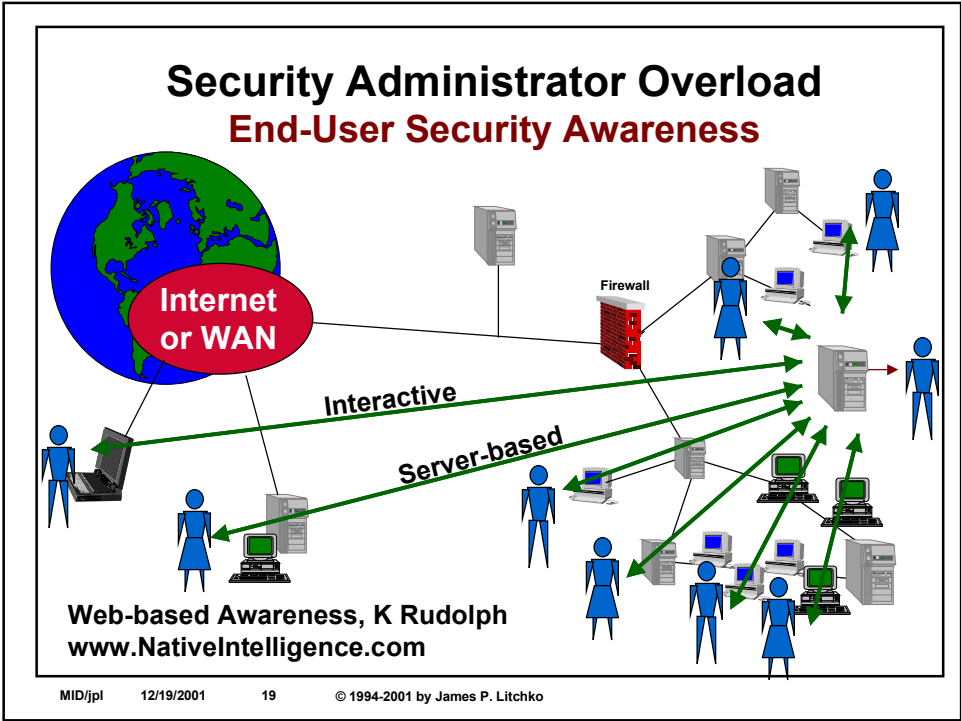 Security Administrator Overload
End-User Security Awareness
Internet
or WAN
Firewall
Interactive
Server-based
Web-based Awareness, K Rudolph
www.NativeIntelligence.com
MID/jpl 12/19/2001 19 © 1994-2001 by James P. Litchko